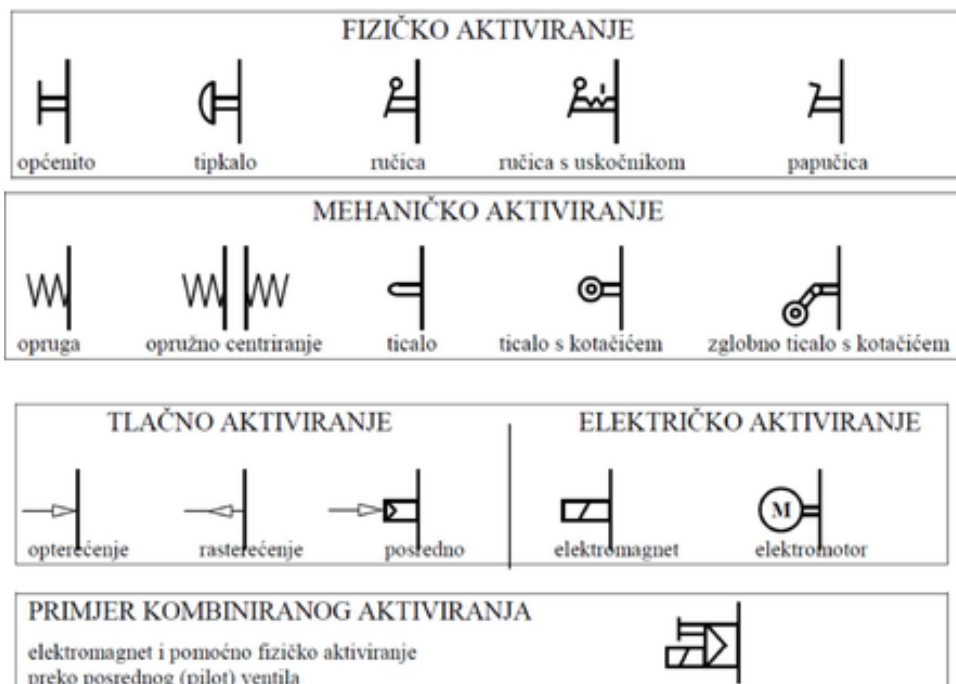 FIZIČKO AKTIVIRANJE
općenito tipkalo ručica ručica s uskočnikom papučica
MEHANIČKO AKTIVIRANJE
opruga opružno centriranje ticalo ticalo s kotačićem zglobno ticalo s kotačićem
TLAČNO AKTIVIRANJE ELEKTRIČKO AKTIVIRANJE
M
opterećenje rasterećenje posredno elektromagnet elektromotor
PRIMJER KOMBINIRANOG AKTIVIRANJA
elektromagnet i pomoćno fizičko aktiviranje
preko posrednog (pilot) ventila